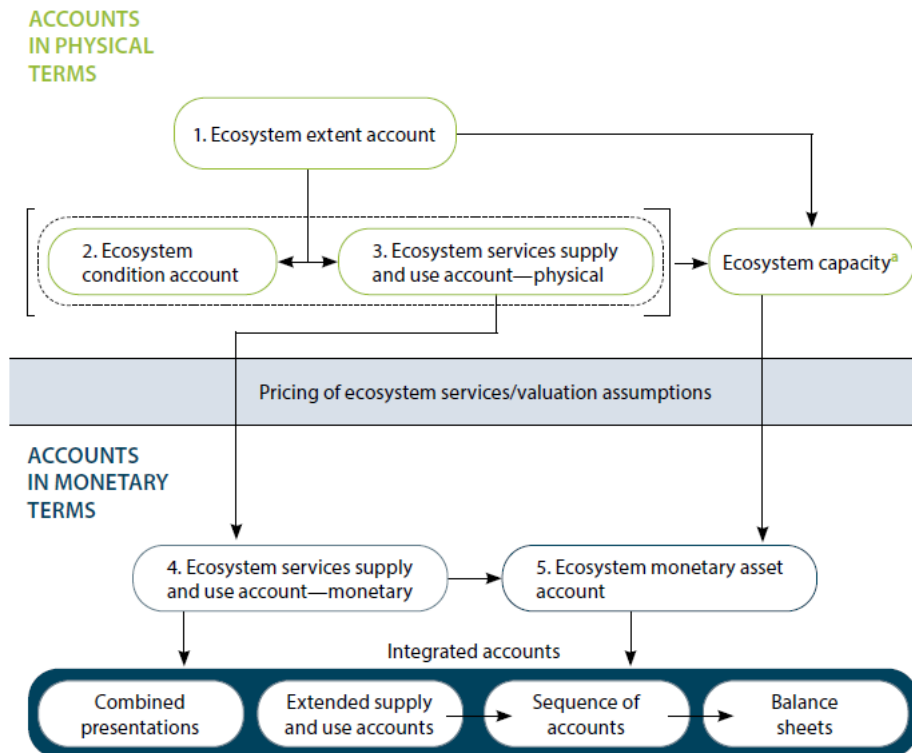 ACCOUNTS
IN PHYSICAL
TERMS
1. Ecosystem extent account
2. Ecosystem
condition account
3. Ecosystem services supply
and use account—physical
Ecosystem capacityª
Pricing of ecosystem services/valuation assumptions
ACCOUNTS
IN MONETARY
TERMS
4. Ecosystem services supply
and use account—monetary
5. Ecosystem monetary asset
account
Integrated accounts
Combined
presentations
Extended supply
and use accounts
Sequence of
accounts
Balance
sheets